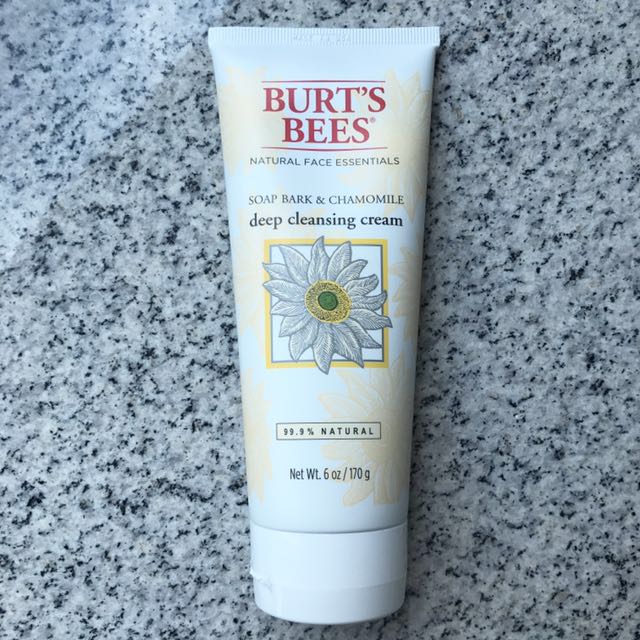 BURT'S
BEES®
NATURAL FACE ESSENTIALS
SOAP BARK & CHAMOMILE
deep cleansing cream
99.9% NATURAL
Net Wt. 6 oz / 170 g